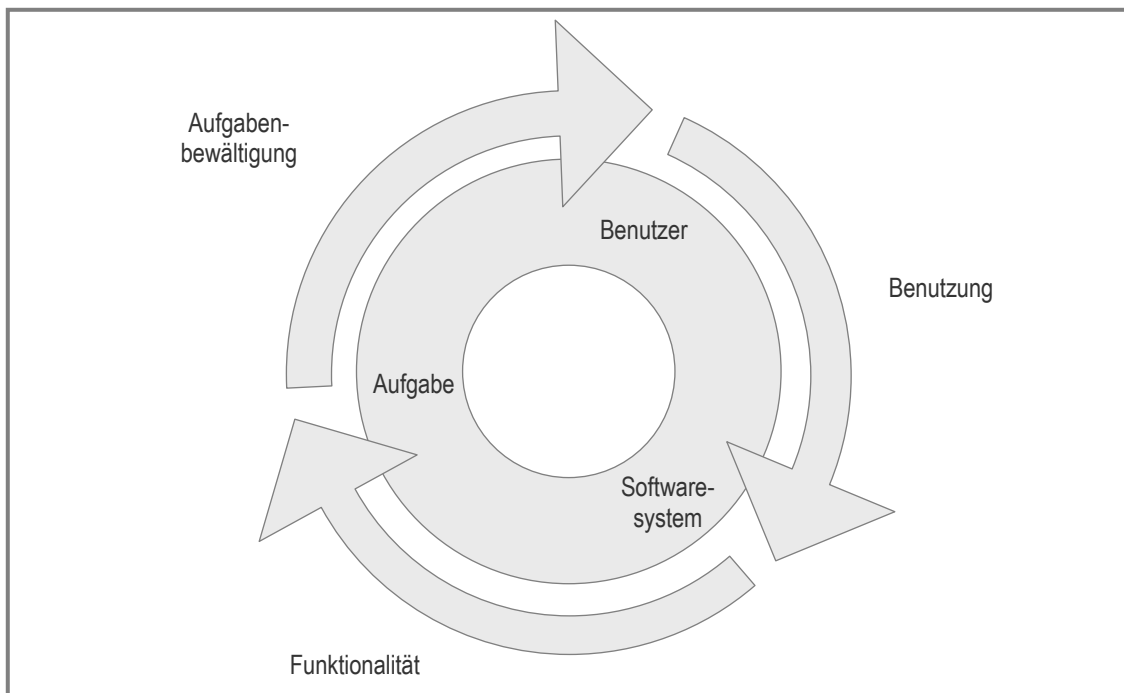 Aufgaben-
bewältigung
Benutzer
Benutzung
Aufgabe
Software-
system
Funktionalität